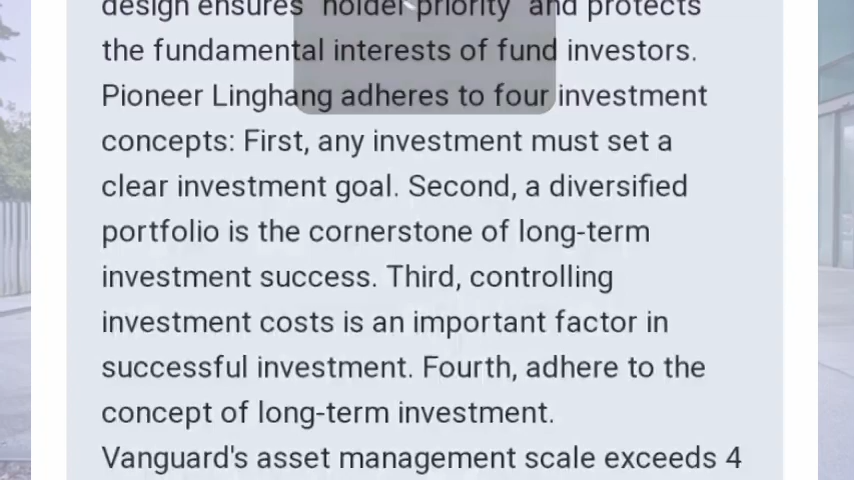 design ensures "holder priority" and protects
the fundamental interests of fund investors.
Pioneer Linghang adheres to four investment
concepts: First, any investment must set a
clear investment goal. Second, a diversified
portfolio is the cornerstone of long-term
investment success. Third, controlling
investment costs is an important factor in
successful investment. Fourth, adhere to the
concept of long-term investment.
Vanguard's asset management scale exceeds 4